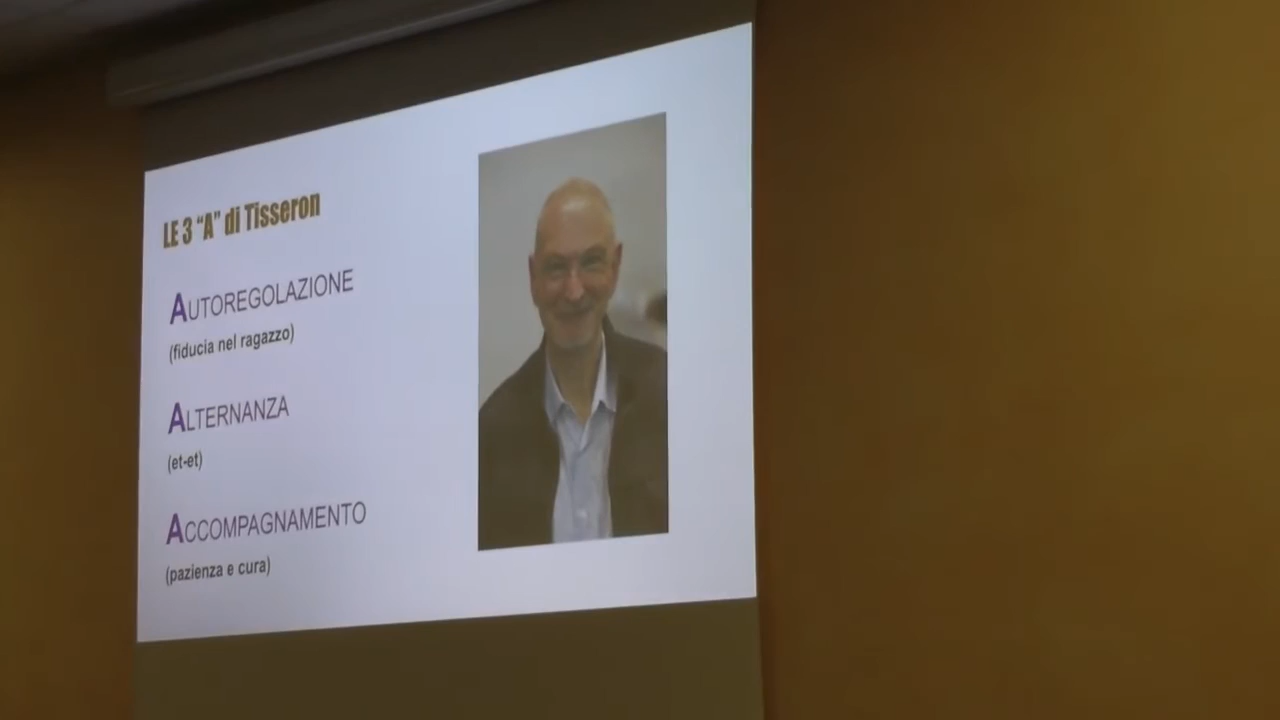 LE 3 “A” di Tisseron
AUTOREGOLAZIONE
(fiducia nel ragazzo)
ALTERNANZA
(et-et)
ACCOMPAGNAMENTO
(pazienza e cura)